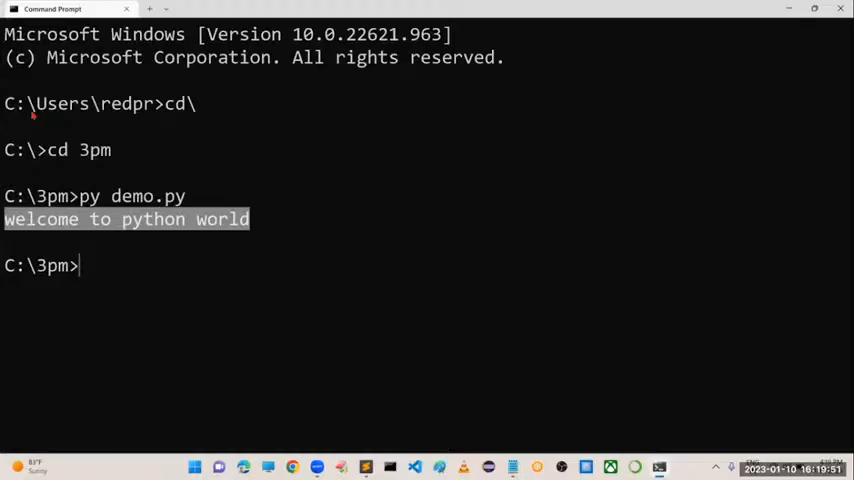 Command Prompt
Microsoft Windows [Version 10.0.22621.963]
(c) Microsoft Corporation. All rights reserved.
C:\Users\redpr>cd\
C:\>cd 3pm
C:\3pm>py demo.py
welcome to python world
C:\3pm>
83°F
Sunny
2023-01-10 16:19:51